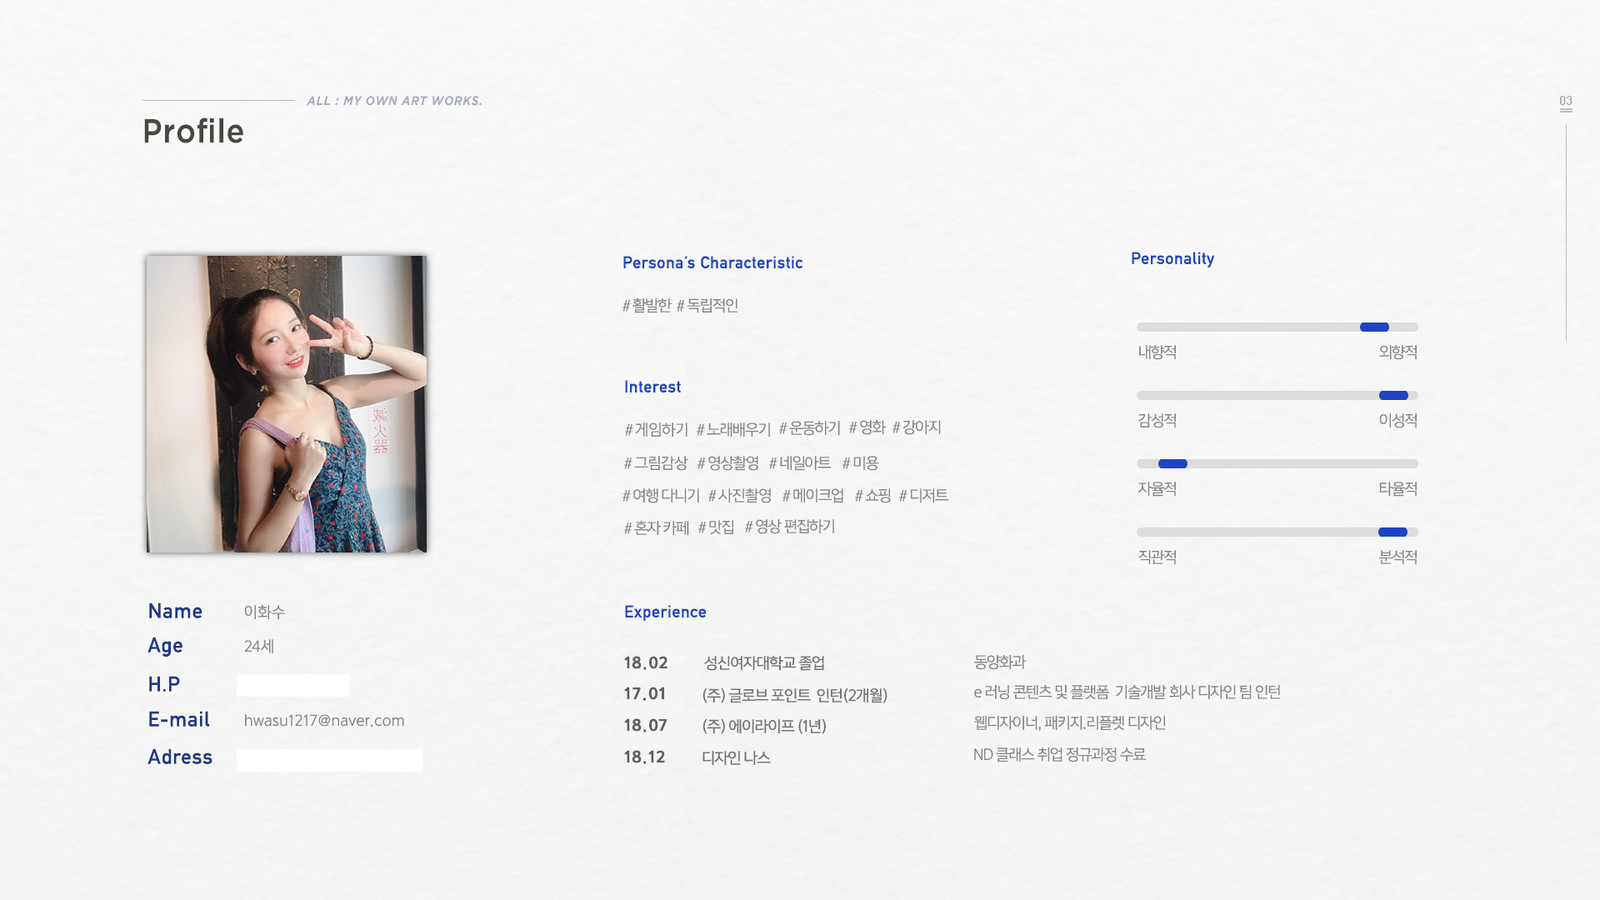 ALL : MY OWN ART WORKS.
03
Profile
減火器
Name 이화수
Age 24세
H.P
E-mail hwasu1217@naver.com
Adress
Persona's Characteristic
# 활발한 # 독립적인
Interest
# 게임하기 # 노래배우기 # 운동하기 # 영화 # 강아지
# 그림감상 # 영상촬영 # 네일아트 # 미용
# 여행 다니기 # 사진촬영 # 메이크업 # 쇼핑 # 디저트
# 혼자 카페 # 맛집 # 영상 편집하기
Personality
내향적 외향적
감성적 이성적
자율적 타율적
직관적 분석적
Experience
18.02 성신여자대학교 졸업 동양화과
17.01 (주) 글로브 포인트 인턴(2개월) e 러닝 콘텐츠 및 플랫폼 기술개발 회사 디자인 팀 인턴
18.07 (주) 에이라이프 (1년) 웹디자이너, 패키지.리플렛 디자인
18.12 디자인 나스 ND 클래스 취업 정규과정 수료